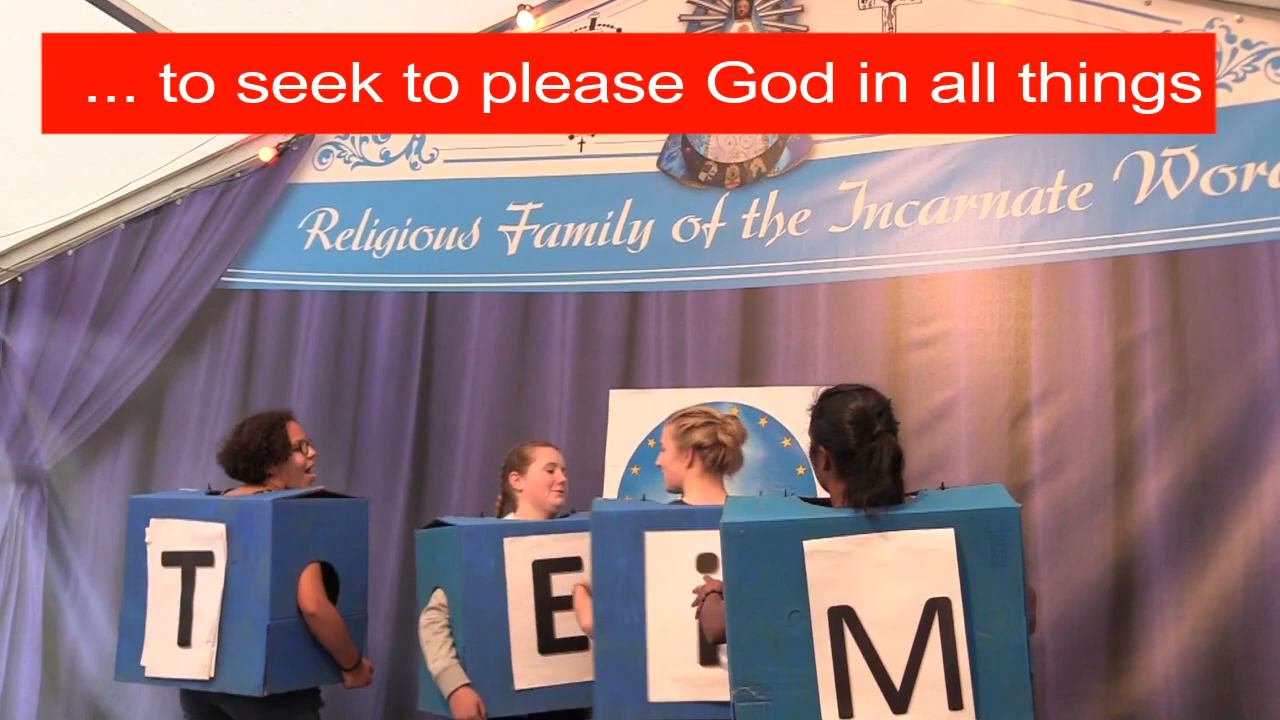 ... to seek to please God in all things
Religious Family of the Incarnate Word
T E i M